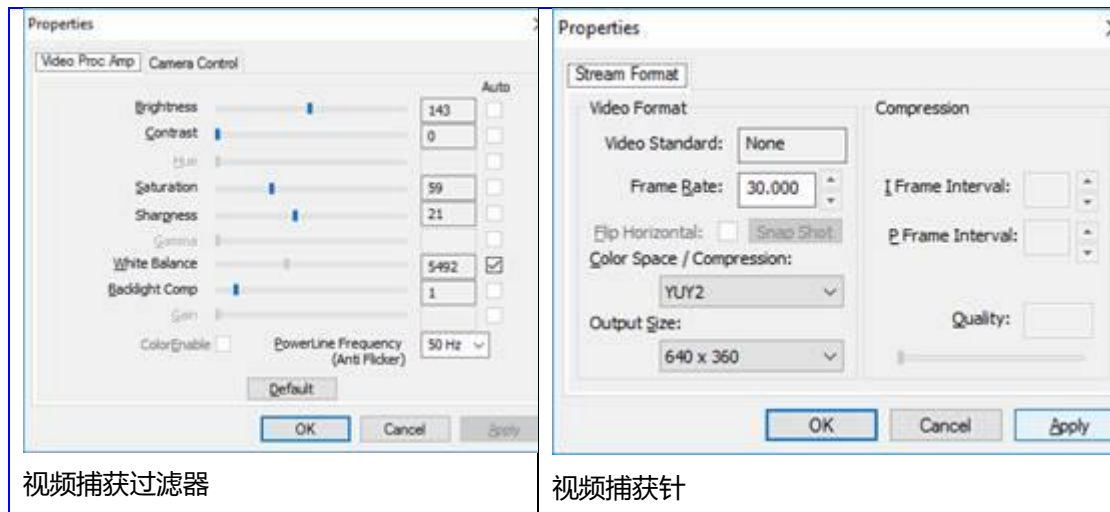 Properties
Video Proc Amp Camera Control
Auto
Brightness 143
Contrast 0
Hue
Saturation 59
Sharpness 21
Gamma
White Balance 5492
Backlight Comp 1
Gain
ColorEnable PowerLine Frequency 50 Hz
(Anti Flicker)
Default
OK Cancel Apply
视频捕获过滤器
Properties
Stream Format
Video Format
Video Standard: None
Frame Rate: 30.000
Flip Horizontal: Snap Shot
Color Space / Compression:
YUY2
Output Size:
640 x 360
Compression
I Frame Interval:
P Frame Interval:
Quality:
OK Cancel Apply
视频捕获针